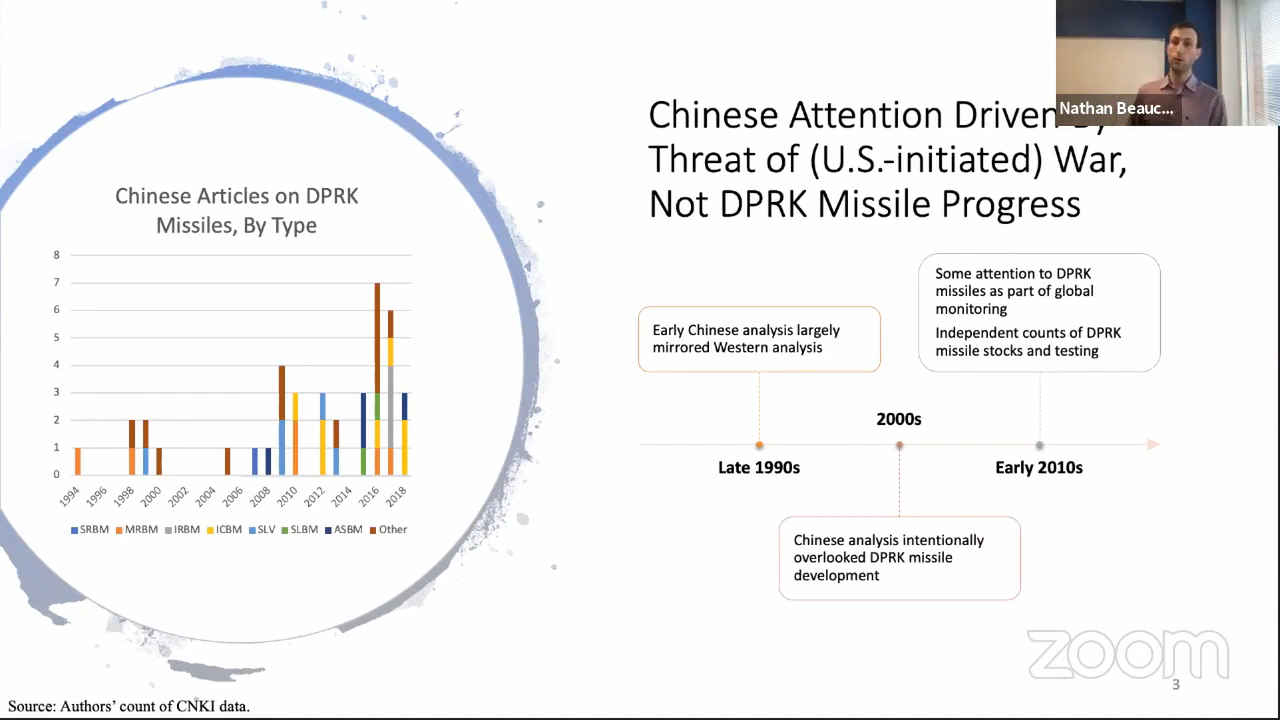 Nathan Beauc...
Chinese Attention Driven By
Threat of (U.S.-initiated) War,
Not DPRK Missile Progress
Chinese Articles on DPRK
Missiles, By Type
8
7
6
5
4
3
2
1
0
1994
1996
1998
2000
2002
2004
2006
2008
2010
2012
2014
2016
2018
SRBM MRBM IRBM ICBM SLV SLBM ASBM Other
Early Chinese analysis largely
mirrored Western analysis
Some attention to DPRK
missiles as part of global
monitoring
Independent counts of DPRK
missile stocks and testing
2000s
Late 1990s
Early 2010s
Chinese analysis intentionally
overlooked DPRK missile
development
zoom
3
Source: Authors' count of CNKI data.